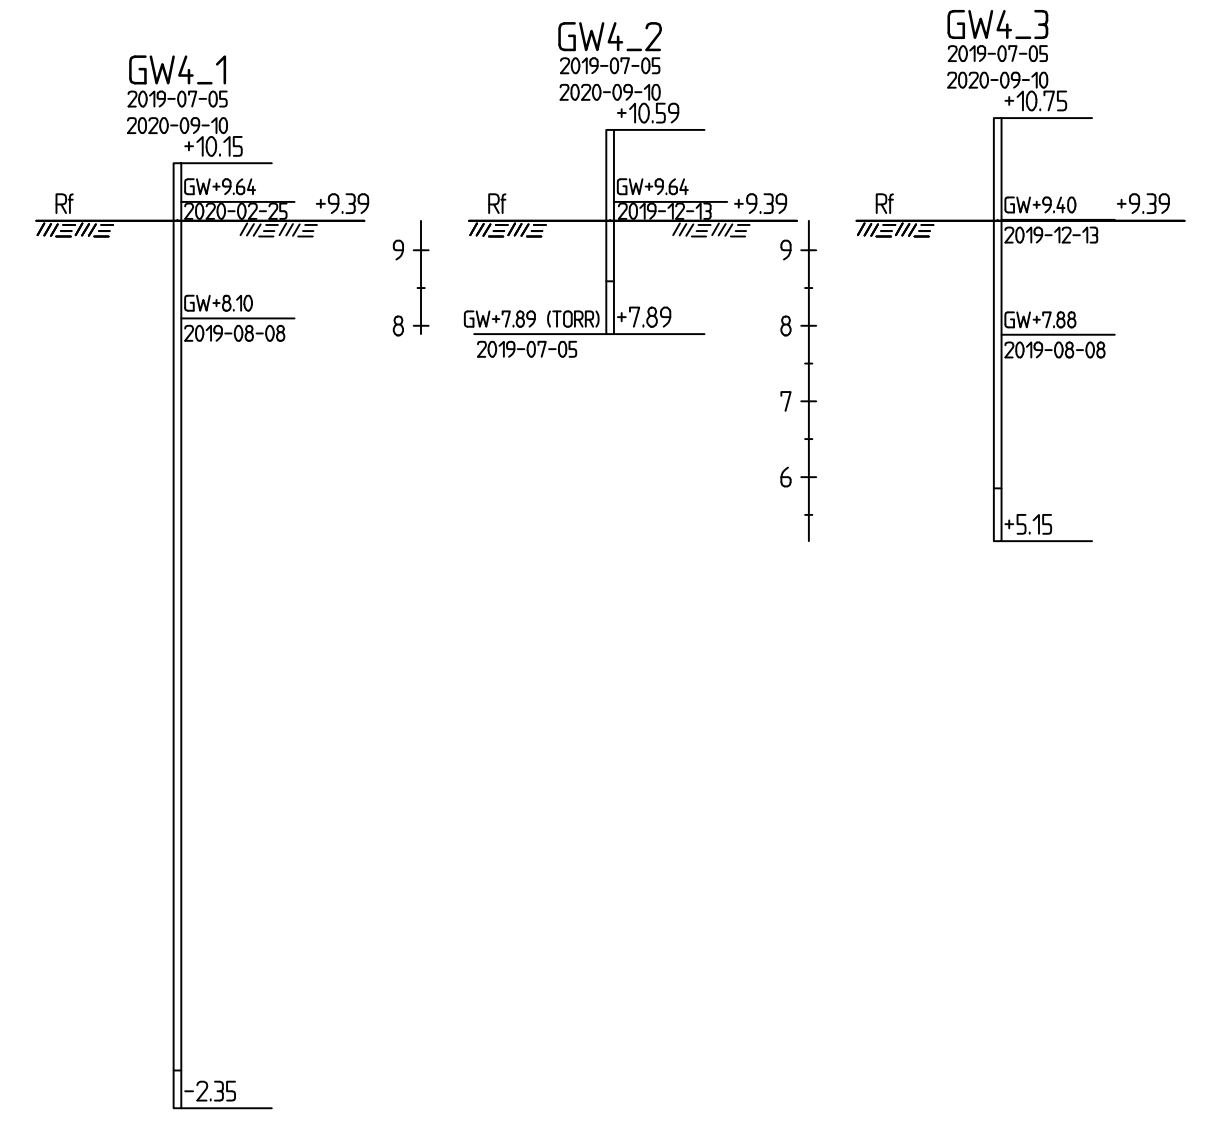 GW4_1
2019-07-05
2020-09-10
+10.15
GW+9.64
2020-02-25
Rf
+9.39
GW+8.10
2019-08-08
-2.35
9
8
GW4_2
2019-07-05
2020-09-10
+10.59
GW+9.64
2019-12-13
Rf
+9.39
GW+7.89 (TORR)
+7.89
2019-07-05
9
8
7
6
GW4_3
2019-07-05
2020-09-10
+10.75
Rf
GW+9.40
+9.39
2019-12-13
GW+7.88
2019-08-08
+5.15